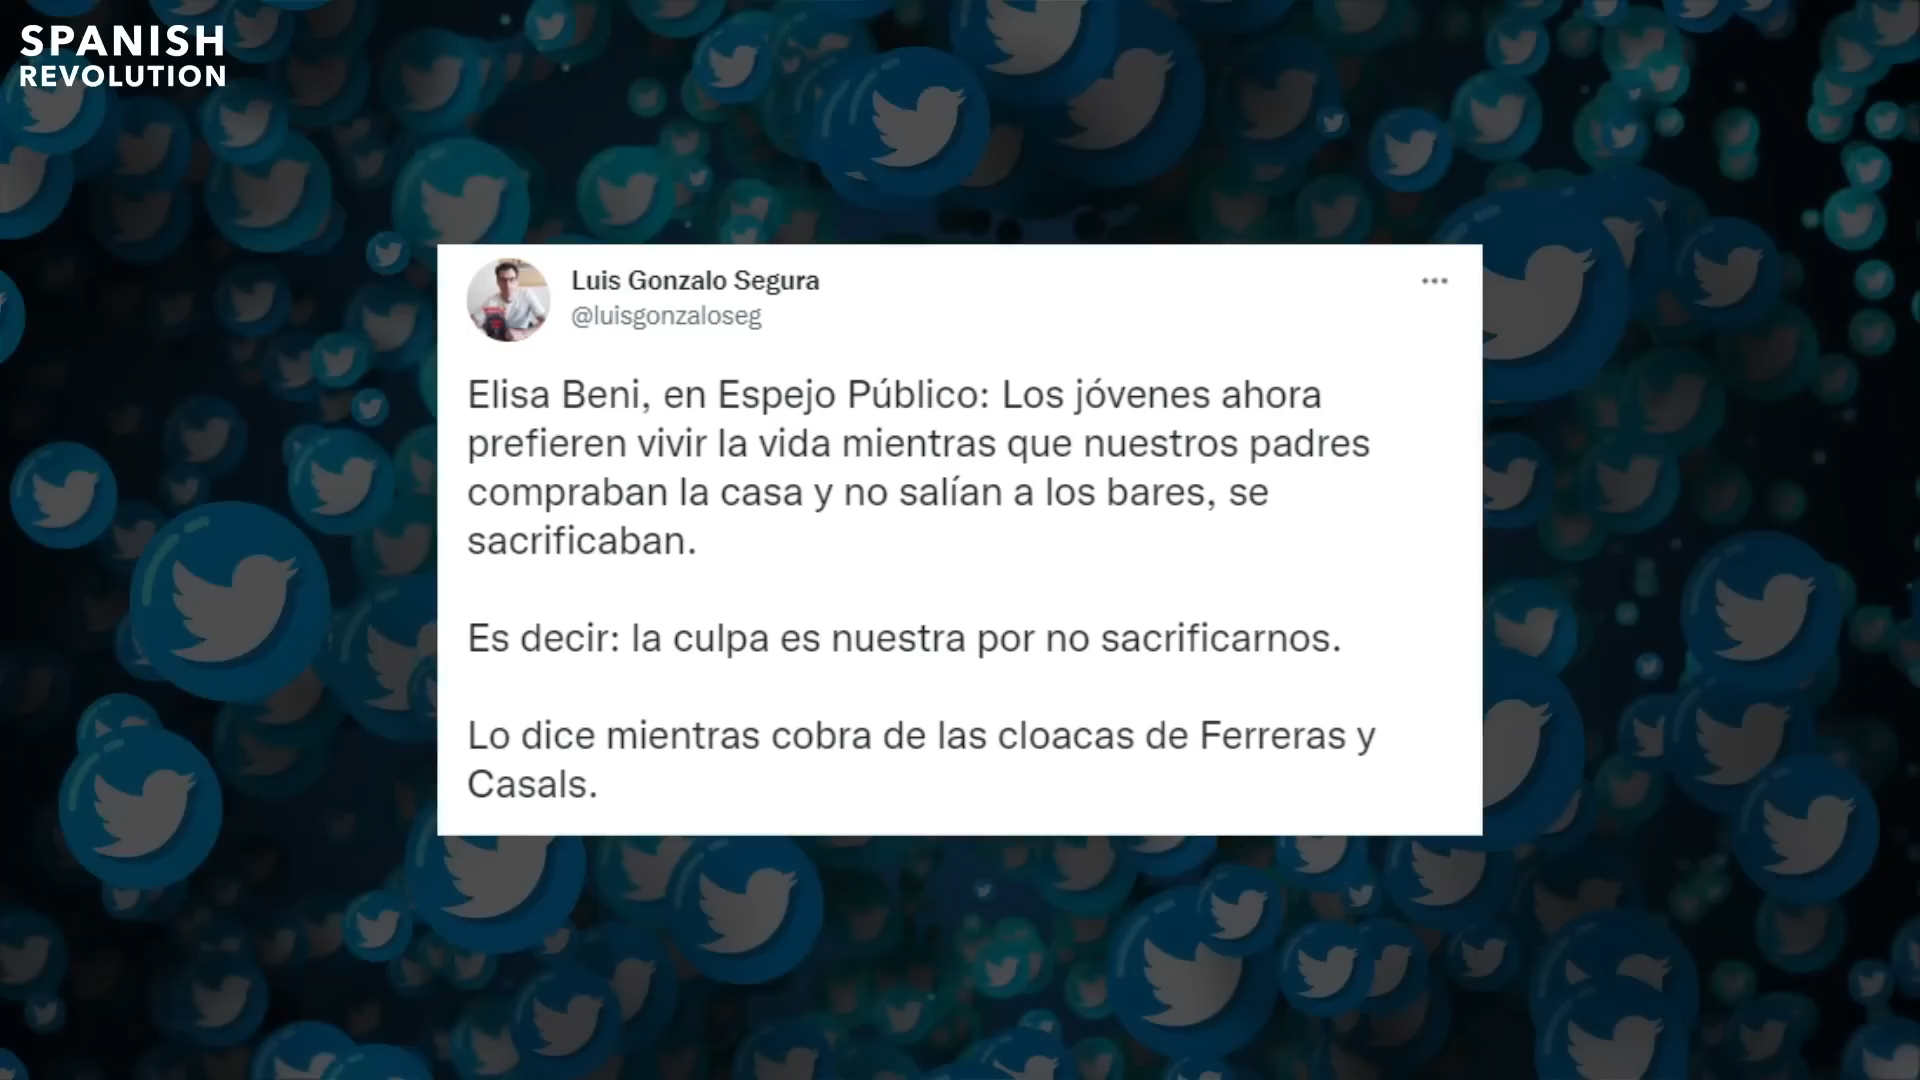 SPANISH
REVOLUTION
Luis Gonzalo Segura
@luisgonzaloseg
Elisa Beni, en Espejo Público: Los jóvenes ahora
prefieren vivir la vida mientras que nuestros padres
compraban la casa y no salían a los bares, se
sacrificaban.
Es decir: la culpa es nuestra por no sacrificarnos.
Lo dice mientras cobra de las cloacas de Ferreras y
Casals.